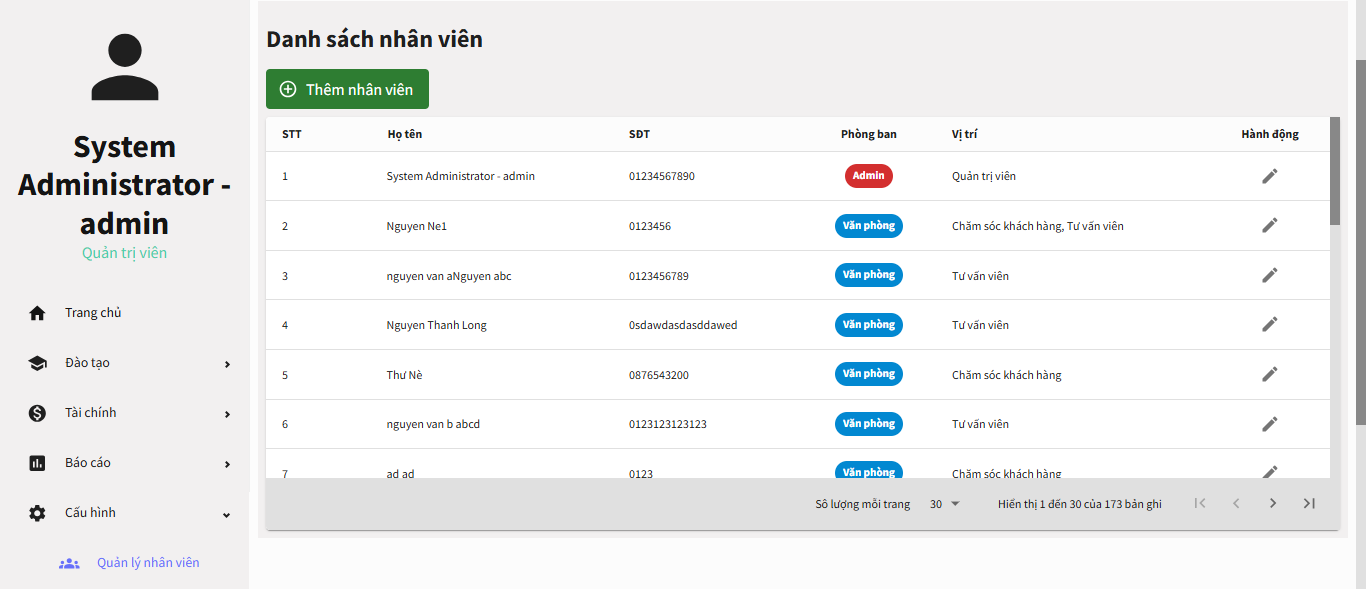 System
Administrator -
admin
Quản trị viên
Trang chủ
Đào tạo
Tài chính
Báo cáo
Cấu hình
Quản lý nhân viên
Danh sách nhân viên
Thêm nhân viên
STT Họ tên SĐT Phòng ban Vị trí Hành động
1 System Administrator - admin 01234567890 Admin Quản trị viên
2 Nguyen Ne1 0123456 Văn phòng Chăm sóc khách hàng, Tư vấn viên
3 nguyen van aNguyen abc 0123456789 Văn phòng Tư vấn viên
4 Nguyen Thanh Long 0sdawdasdasddawed Văn phòng Tư vấn viên
5 Thư Nè 0876543200 Văn phòng Chăm sóc khách hàng
6 nguyen van b abcd 0123123123123 Văn phòng Tư vấn viên
7 ad ad 0123 Văn phòng Chăm sóc khách hàng
Số lượng mỗi trang 30 Hiển thị 1 đến 30 của 173 bản ghi